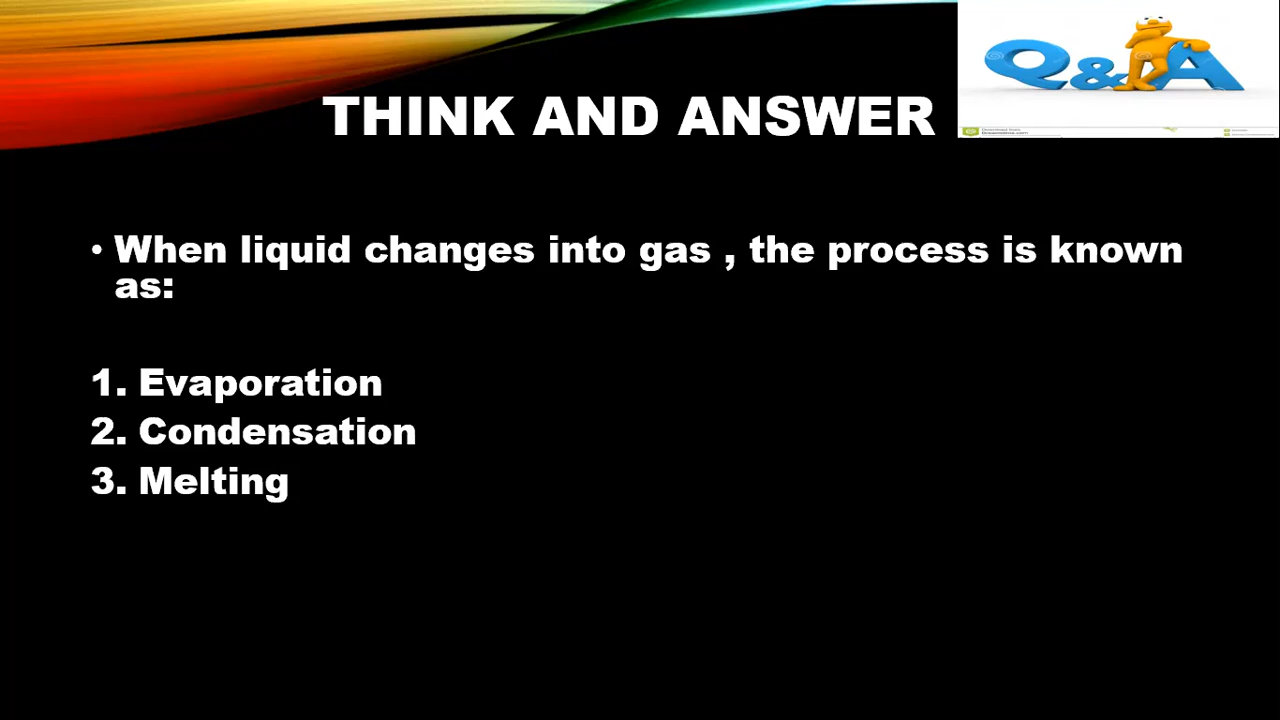 Q&A
THINK AND ANSWER
• When liquid changes into gas , the process is known
as:
1. Evaporation
2. Condensation
3. Melting